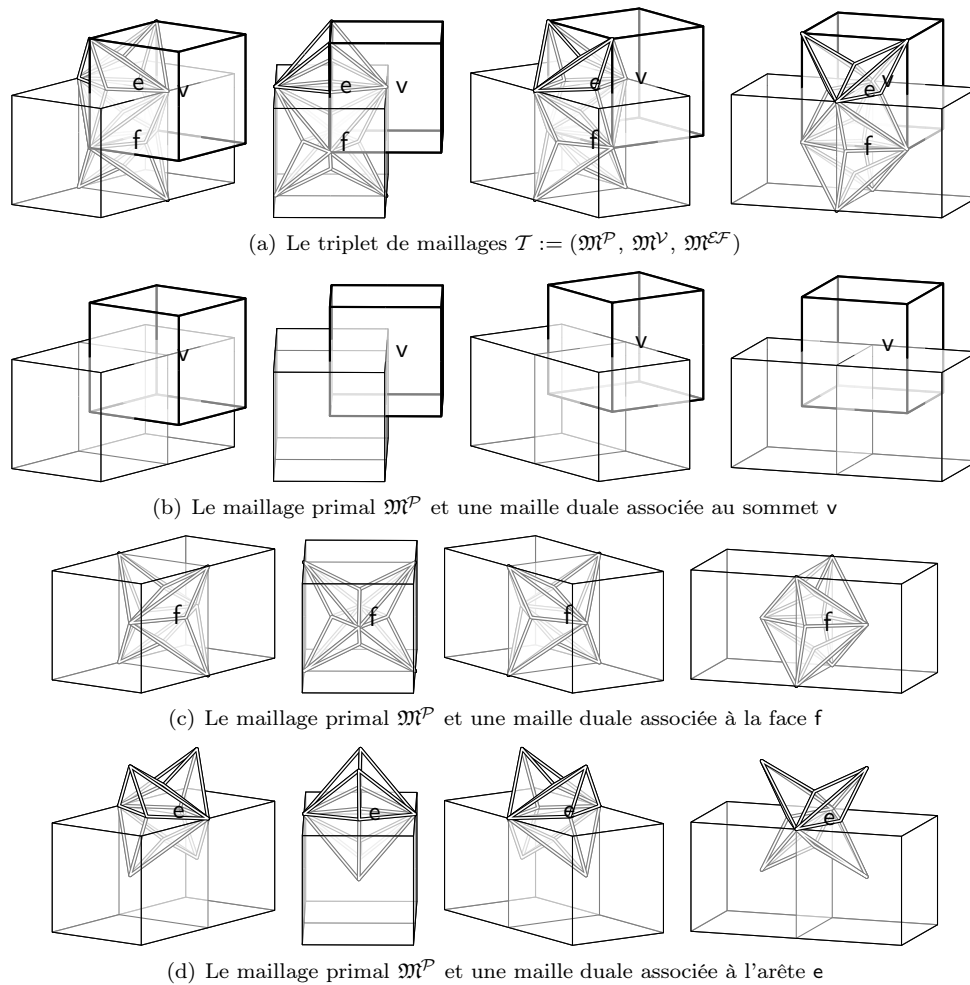 e v f
e v f
e v f
e v f
(a) Le triplet de maillages 𝒯 := (𝔐^𝒫, 𝔐^𝒱, 𝔐^ℰℱ)
v v v v
(b) Le maillage primal 𝔐^𝒫 et une maille duale associée au sommet v
f f f f
(c) Le maillage primal 𝔐^𝒫 et une maille duale associée à la face f
e e e e
(d) Le maillage primal 𝔐^𝒫 et une maille duale associée à l'arête e